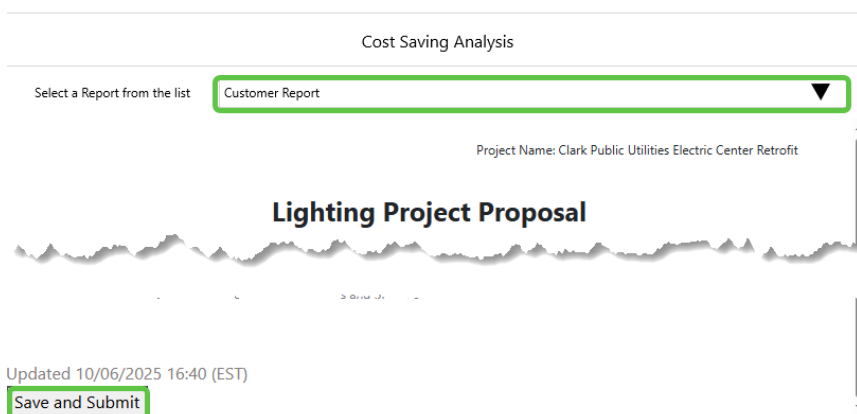 Cost Saving Analysis
Select a Report from the list Customer Report
Project Name: Clark Public Utilities Electric Center Retrofit
Lighting Project Proposal
Updated 10/06/2025 16:40 (EST)
Save and Submit